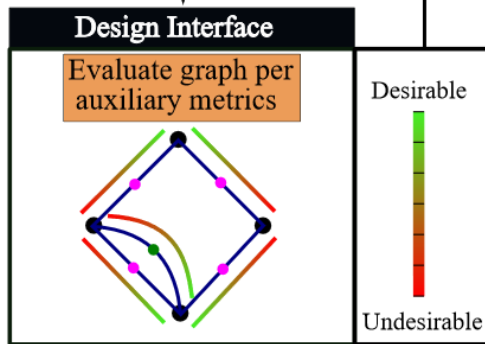 Design Interface
Evaluate graph per
auxiliary metrics
Desirable
Undesirable